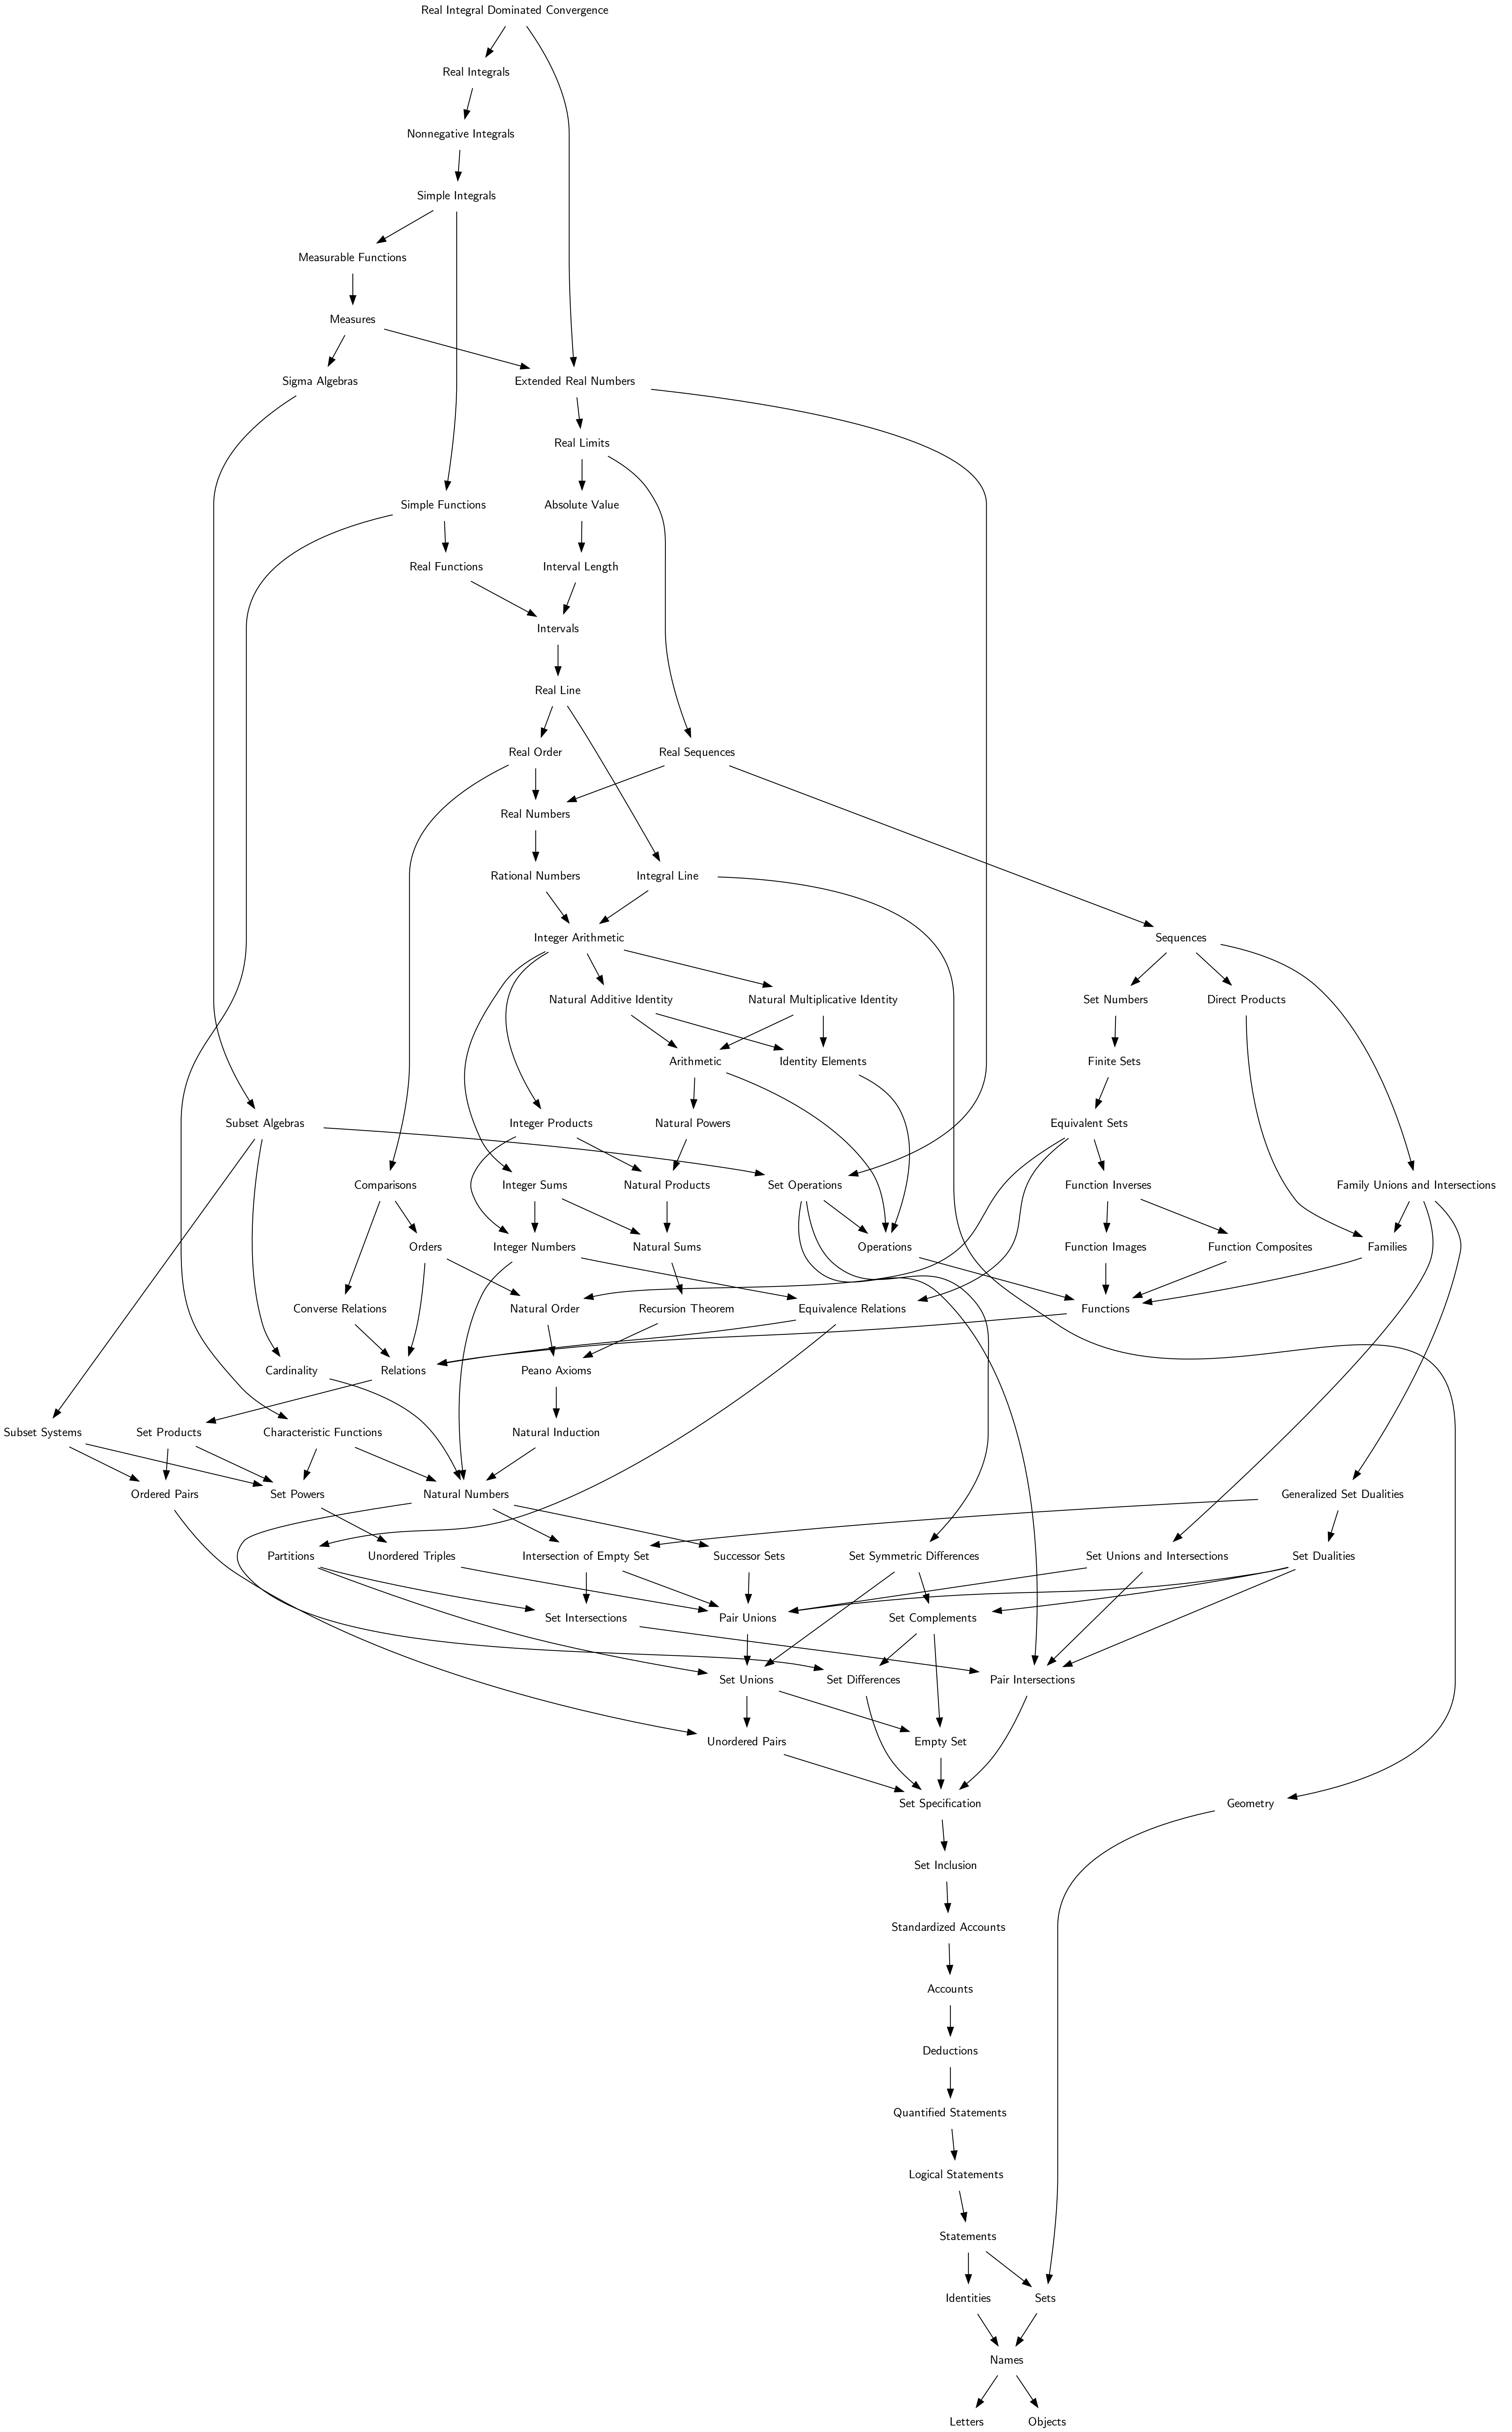 Real Integral Dominated Convergence
Real Integrals
Nonnegative Integrals
Simple Integrals
Measurable Functions
Measures
Sigma Algebras
Extended Real Numbers
Real Limits
Simple Functions
Absolute Value
Real Functions
Interval Length
Intervals
Real Line
Real Order
Real Sequences
Real Numbers
Rational Numbers
Integral Line
Integer Arithmetic
Sequences
Natural Additive Identity
Natural Multiplicative Identity
Set Numbers
Direct Products
Arithmetic
Identity Elements
Finite Sets
Subset Algebras
Integer Products
Natural Powers
Equivalent Sets
Comparisons
Integer Sums
Natural Products
Set Operations
Function Inverses
Family Unions and Intersections
Orders
Integer Numbers
Natural Sums
Operations
Function Images
Function Composites
Families
Converse Relations
Natural Order
Recursion Theorem
Equivalence Relations
Functions
Cardinality
Relations
Peano Axioms
Subset Systems
Set Products
Characteristic Functions
Natural Induction
Ordered Pairs
Set Powers
Natural Numbers
Generalized Set Dualities
Partitions
Unordered Triples
Intersection of Empty Set
Successor Sets
Set Symmetric Differences
Set Unions and Intersections
Set Dualities
Set Intersections
Pair Unions
Set Complements
Set Unions
Set Differences
Pair Intersections
Unordered Pairs
Empty Set
Set Specification
Geometry
Set Inclusion
Standardized Accounts
Accounts
Deductions
Quantified Statements
Logical Statements
Statements
Identities
Sets
Names
Letters
Objects